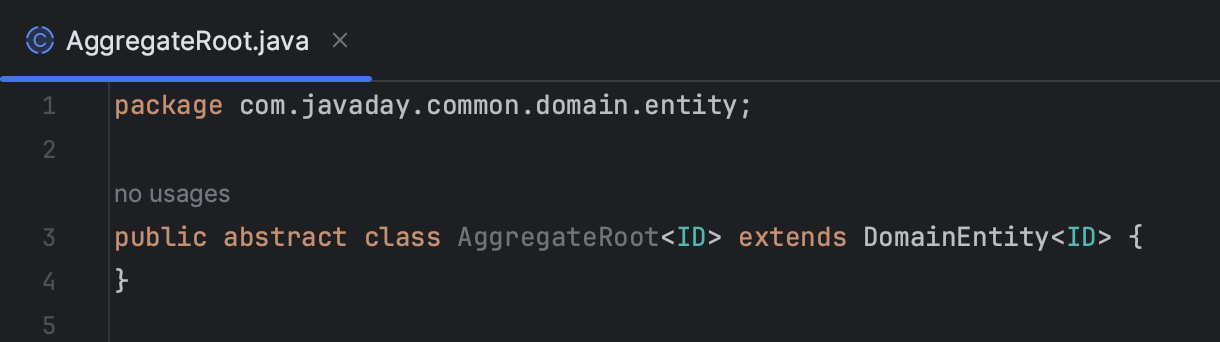 AggregateRoot.java
1 package com.javaday.common.domain.entity;
2
no usages
3 public abstract class AggregateRoot<ID> extends DomainEntity<ID> {
4 }
5